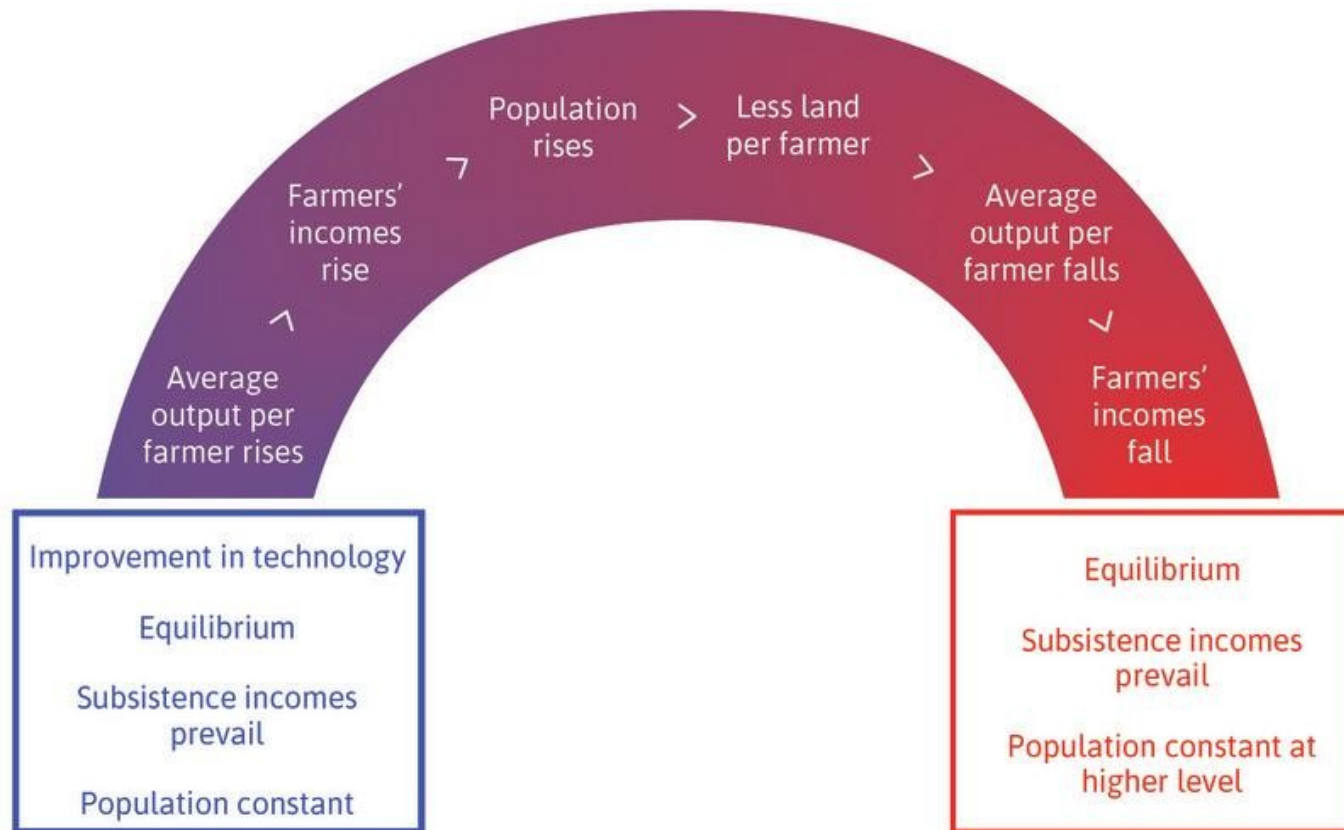 Population
rises
>
Less land
per farmer
>
Farmers'
incomes
rise
>
Average
output per
farmer falls
>
Average
output per
farmer rises
>
Farmers'
incomes
fall
Improvement in technology
Equilibrium
Subsistence incomes
prevail
Population constant
Equilibrium
Subsistence incomes
prevail
Population constant at
higher level